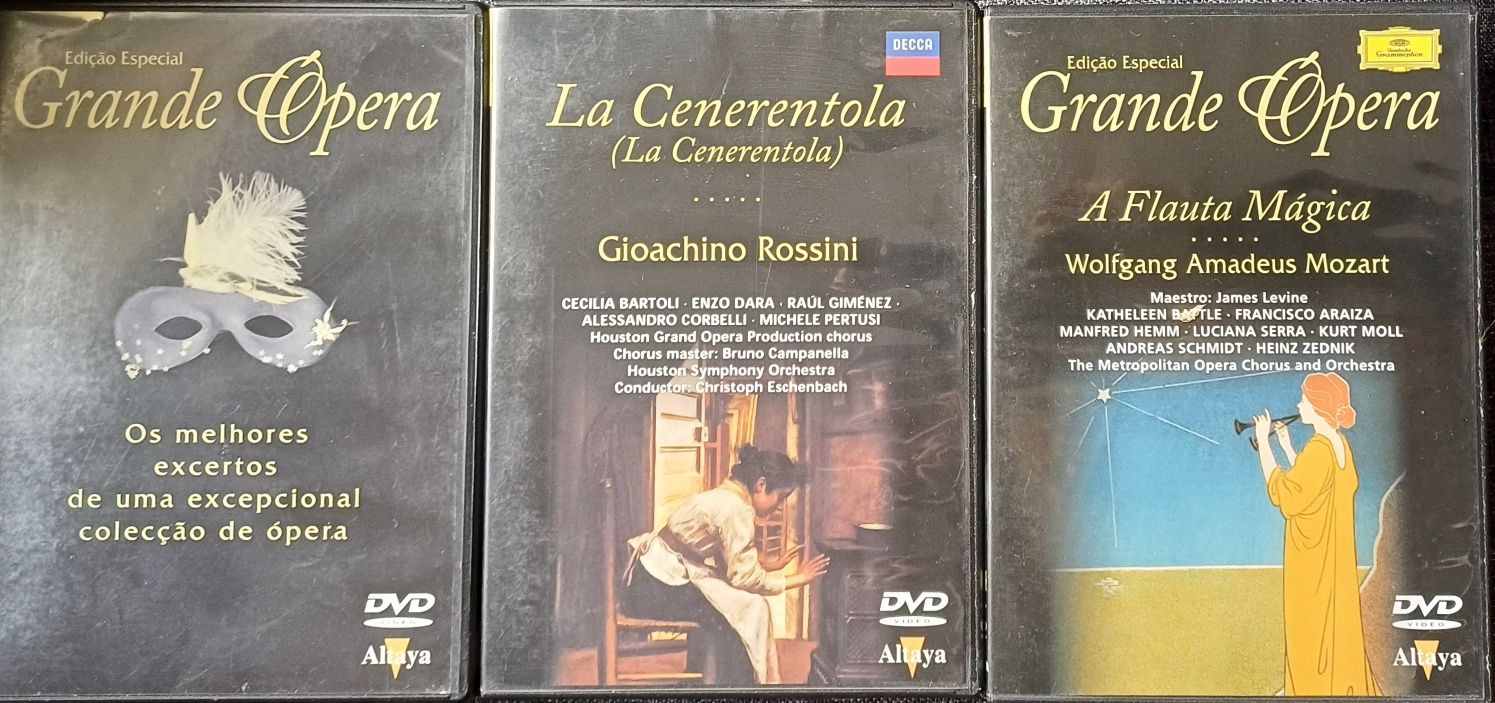 Edição Especial
Grande Ópera
Os melhores
excertos
de uma excepcional
colecção de ópera
DVD
VIDEO
Altaya
DECCA
La Cenerentola
(La Cenerentola)
Gioachino Rossini
CECILIA BARTOLI · ENZO DARA · RAÚL GIMÉNEZ ·
ALESSANDRO CORBELLI · MICHELE PERTUSI
Houston Grand Opera Production chorus
Chorus master: Bruno Campanella
Houston Symphony Orchestra
Conductor: Christoph Eschenbach
DVD
VIDEO
Altaya
Deutsche
Grammophon
Edição Especial
Grande Ópera
A Flauta Mágica
Wolfgang Amadeus Mozart
Maestro: James Levine
KATHELEEN BATTLE · FRANCISCO ARAIZA
MANFRED HEMM · LUCIANA SERRA · KURT MOLL
ANDREAS SCHMIDT · HEINZ ZEDNIK
The Metropolitan Opera Chorus and Orchestra
DVD
VIDEO
Altaya